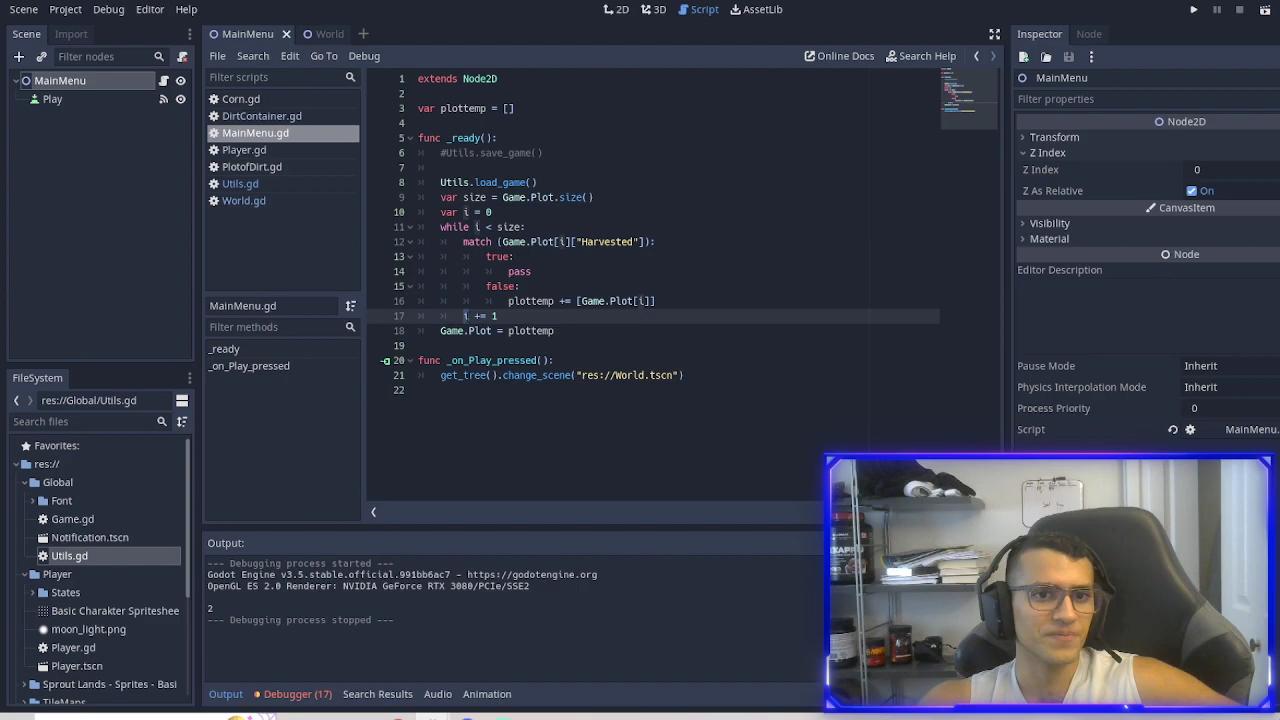 Scene Project Debug Editor Help
2D 3D Script AssetLib
Scene Import
Filter nodes
MainMenu
Play
MainMenu World
File Search Edit Go To Debug
Online Docs Search Help
Filter scripts
Corn.gd
DirtContainer.gd
MainMenu.gd
Player.gd
PlotofDirt.gd
Utils.gd
World.gd
MainMenu.gd
Filter methods
_ready
_on_Play_pressed
1 extends Node2D
2
3 var plottemp = []
4
5 func _ready():
6 #Utils.save_game()
7
8 Utils.load_game()
9 var size = Game.Plot.size()
10 var i = 0
11 while i < size:
12 match (Game.Plot[i]["Harvested"]):
13 true:
14 pass
15 false:
16 plottemp += [Game.Plot[i]]
17 i += 1
18 Game.Plot = plottemp
19
20 func _on_Play_pressed():
21 get_tree().change_scene("res://World.tscn")
22
Inspector Node
MainMenu
Filter properties
Node2D
Transform
Z Index
Z Index 0
Z As Relative On
CanvasItem
Visibility
Material
Node
Editor Description
Pause Mode Inherit
Physics Interpolation Mode Inherit
Process Priority 0
Script MainMenu.
FileSystem
res://Global/Utils.gd
Search files
Favorites:
res://
Global
Font
Game.gd
Notification.tscn
Utils.gd
Player
States
Basic Charakter Spriteshee
moon_light.png
Player.gd
Player.tscn
Sprout Lands - Sprites - Basi
TileMaps
Output:
--- Debugging process started ---
Godot Engine v3.5.stable.official.991bb6ac7 - https://godotengine.org
OpenGL ES 2.0 Renderer: NVIDIA GeForce RTX 3080/PCIe/SSE2
2
--- Debugging process stopped ---
Output Debugger (17) Search Results Audio Animation